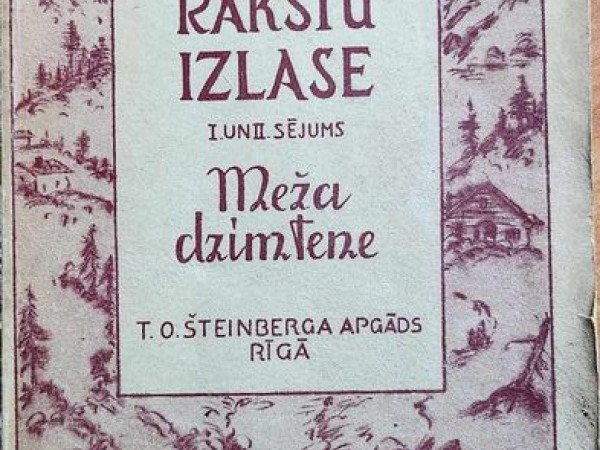 RAKSTU
IZLASE
I. UN II. SĒJUMS
Meža
dzimtene
T. O. ŠTEINBERGA APGĀDS
RĪGĀ